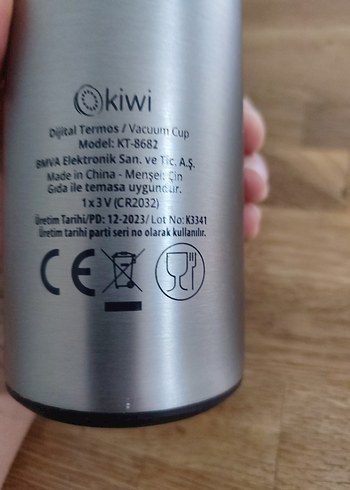 kiwi
Dijital Termos / Vacuum Cup
Model: KT-8682
BMVA Elektronik San. ve Tic. A.Ş.
Made in China - Menşei: Çin
Gıda ile temasa uygundur.
1 x 3 V (CR2032)
Üretim Tarihi/PD: 12-2023/ Lot No: K3341
Üretim tarihi parti seri no olarak kullanılır.
CE